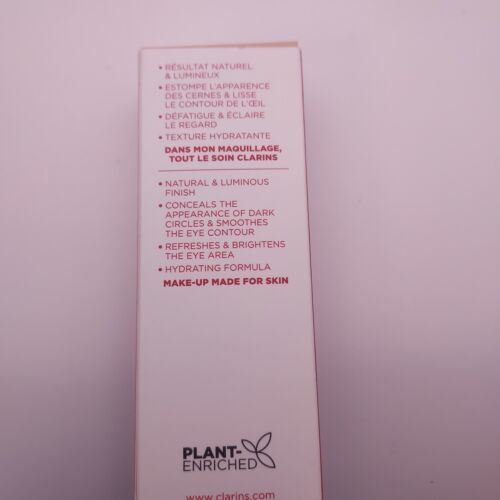 • RÉSULTAT NATUREL
& LUMINEUX
• ESTOMPE L'APPARENCE
DES CERNES & LISSE
LE CONTOUR DE L'ŒIL
• DÉFATIGUE & ÉCLAIRE
LE REGARD
• TEXTURE HYDRATANTE
DANS MON MAQUILLAGE,
TOUT LE SOIN CLARINS
• NATURAL & LUMINOUS
FINISH
• CONCEALS THE
APPEARANCE OF DARK
CIRCLES & SMOOTHES
THE EYE CONTOUR
• REFRESHES & BRIGHTENS
THE EYE AREA
• HYDRATING FORMULA
MAKE-UP MADE FOR SKIN
PLANT-
ENRICHED
www.clarins.com